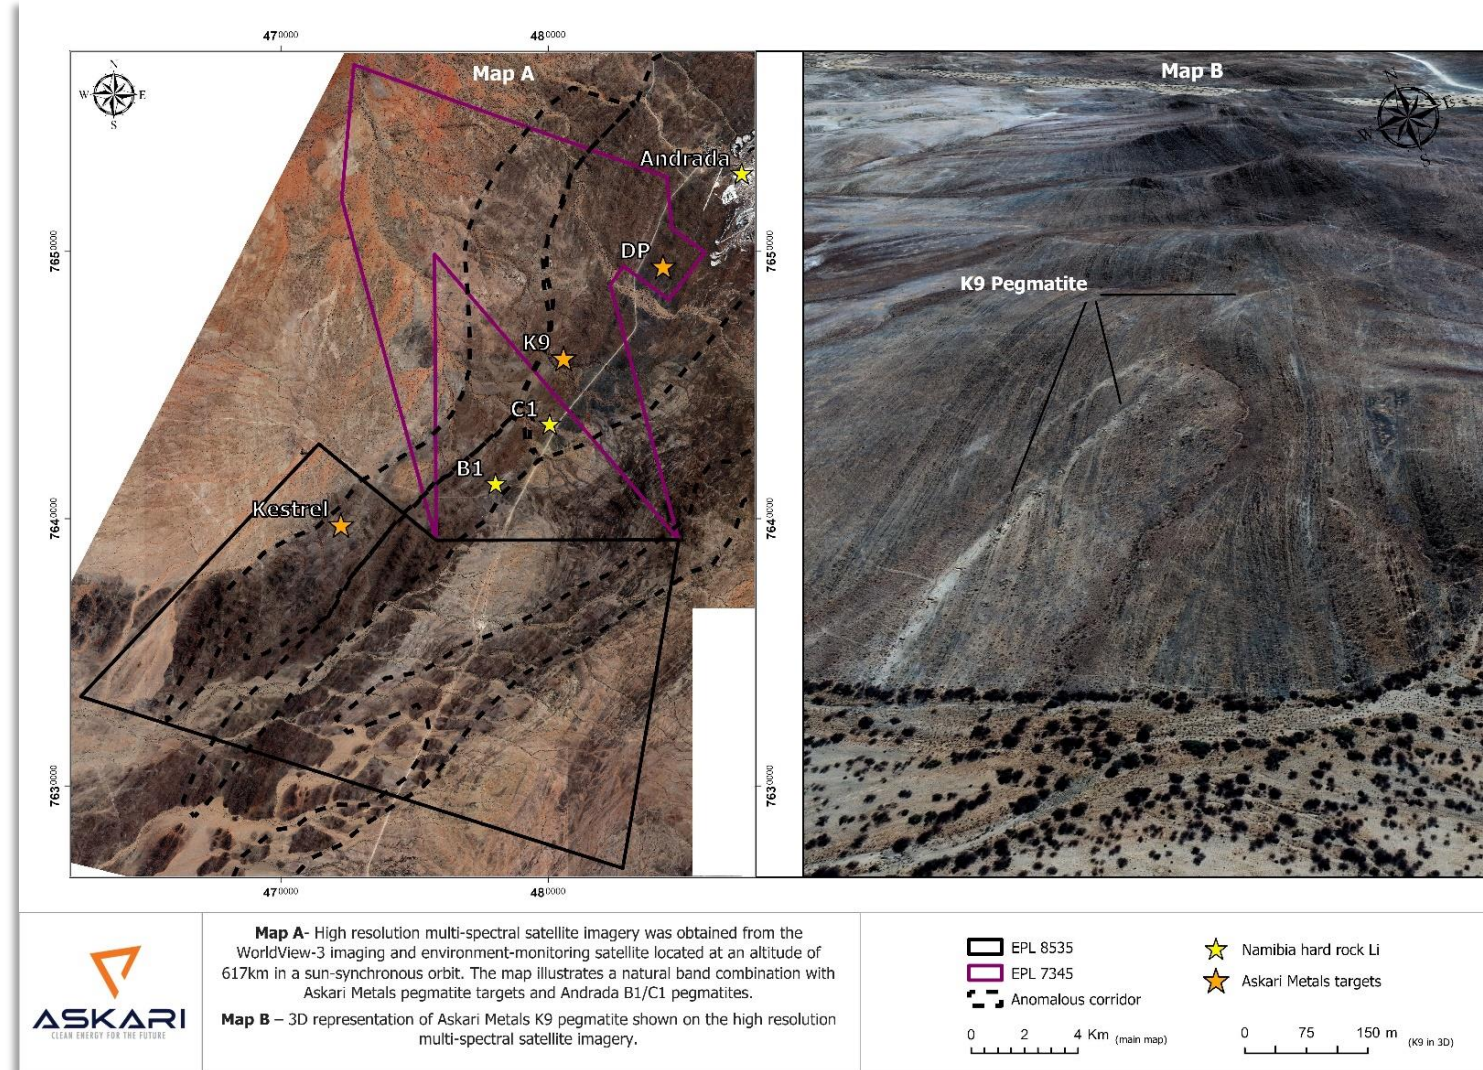 470000
480000
Map A
Map B
N
W
E
S
N
E
W
S
Andrada
DP
K9
C1
B1
Kestrel
K9 Pegmatite
7650000
7640000
7630000
7650000
7640000
7630000
470000
480000
ASKARI
CLEAN ENERGY FOR THE FUTURE
Map A- High resolution multi-spectral satellite imagery was obtained from the
WorldView-3 imaging and environment-monitoring satellite located at an altitude of
617km in a sun-synchronous orbit. The map illustrates a natural band combination with
Askari Metals pegmatite targets and Andrada B1/C1 pegmatites.
Map B – 3D representation of Askari Metals K9 pegmatite shown on the high resolution
multi-spectral satellite imagery.
EPL 8535
EPL 7345
Anomalous corridor
Namibia hard rock Li
Askari Metals targets
0 2 4 Km (main map)
0 75 150 m (K9 in 3D)